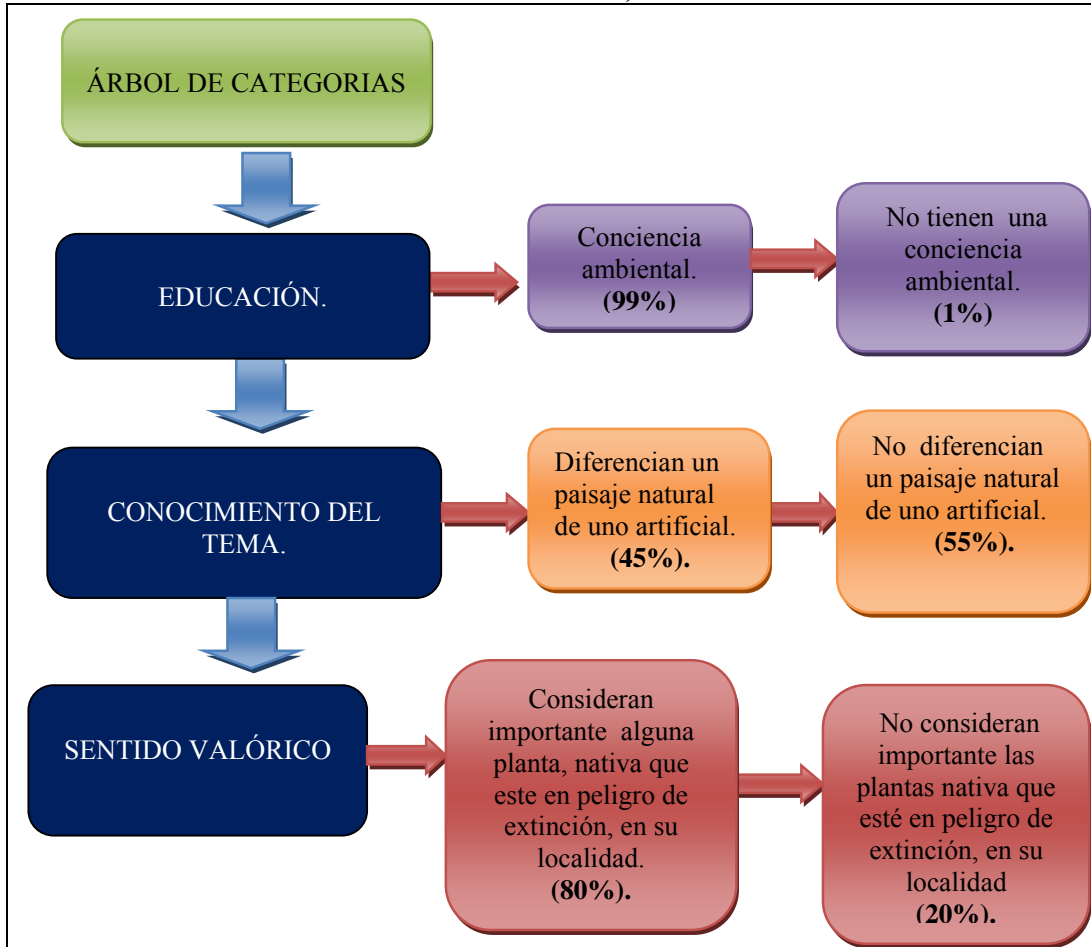 ÁRBOL DE CATEGORIAS
EDUCACIÓN.
Conciencia
ambiental.
(99%)
No tienen una
conciencia
ambiental.
(1%)
CONOCIMIENTO DEL
TEMA.
Diferencian un
paisaje natural
de uno artificial.
(45%).
No diferencian
un paisaje natural
de uno artificial.
(55%).
SENTIDO VALÓRICO
Consideran
importante alguna
planta, nativa que
este en peligro de
extinción, en su
localidad.
(80%).
No consideran
importante las
plantas nativa que
esté en peligro de
extinción, en su
localidad
(20%).